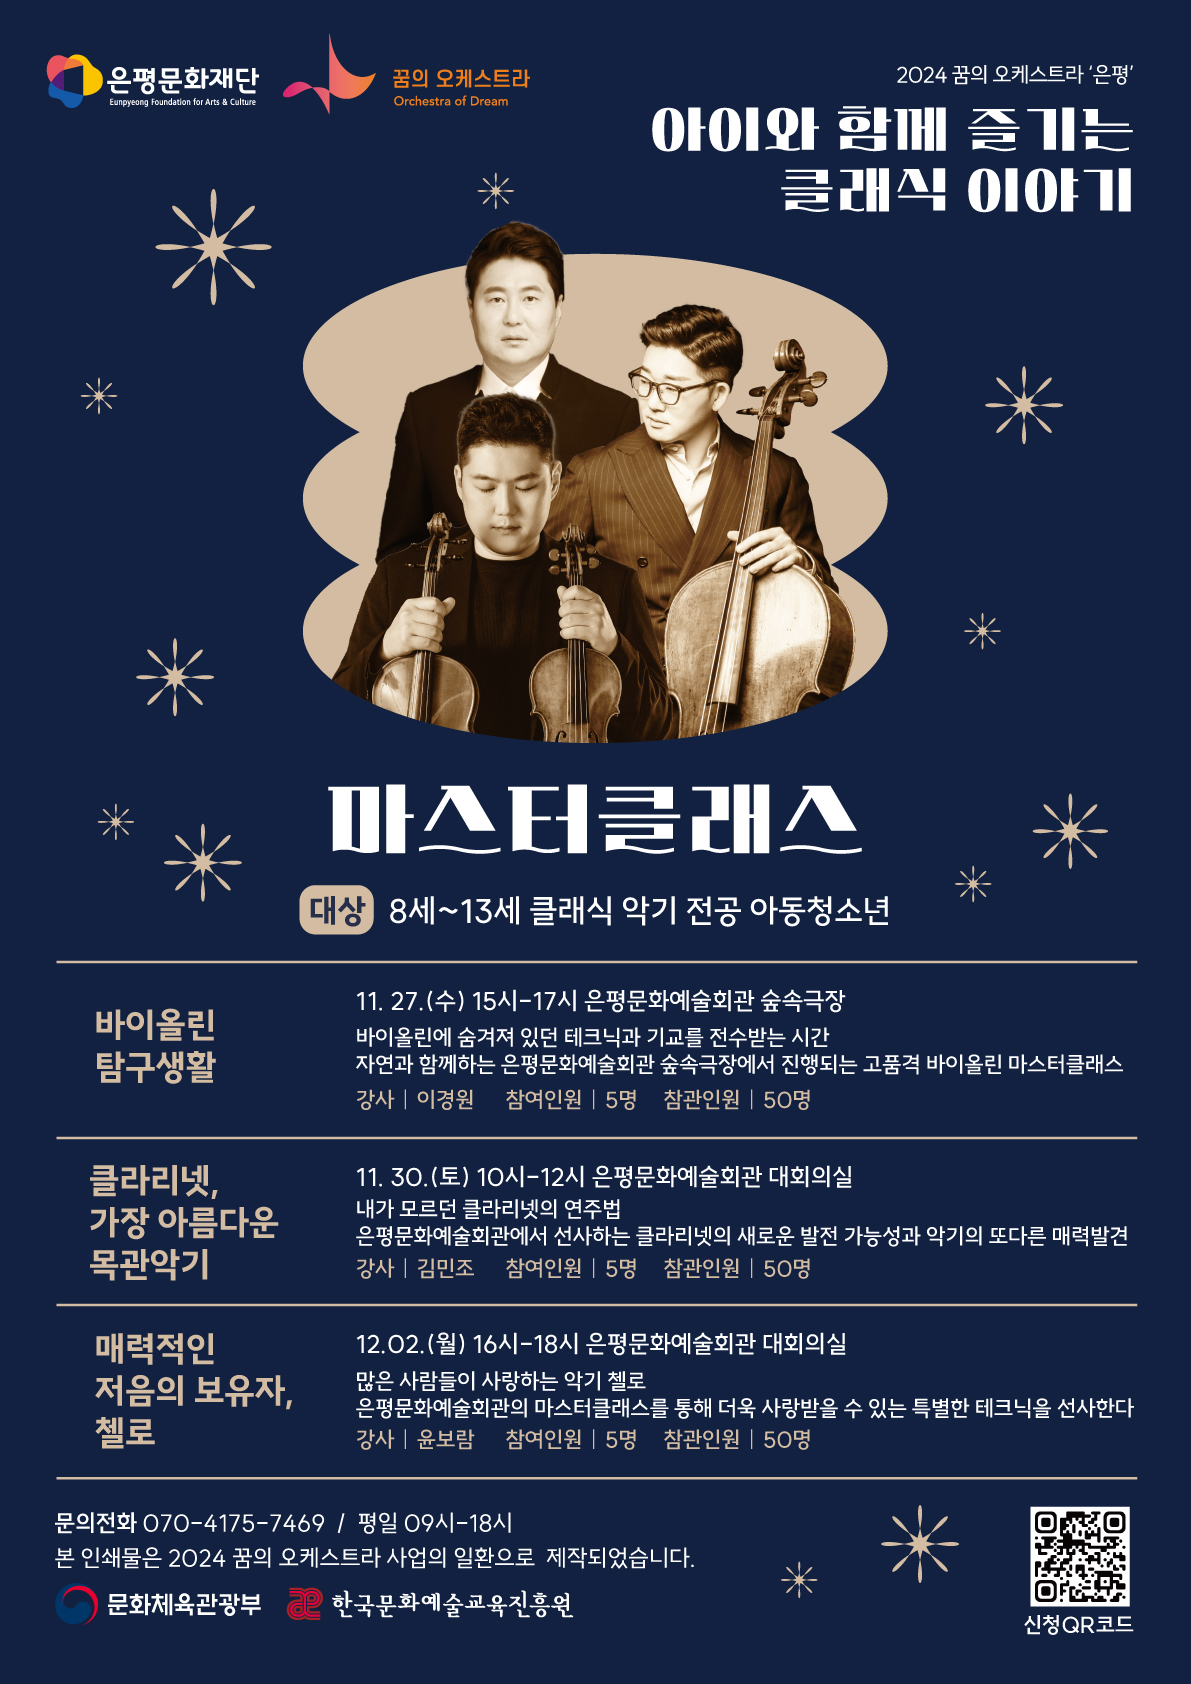 은평문화재단
Eunpyeong Foundation for Arts & Culture
꿈의 오케스트라
Orchestra of Dream
2024 꿈의 오케스트라 ‘은평’
아이와 함께 즐기는
클래식 이야기
마스터클래스
대상 8세~13세 클래식 악기 전공 아동청소년
바이올린
탐구생활
11. 27.(수) 15시-17시 은평문화예술회관 숲속극장
바이올린에 숨겨져 있던 테크닉과 기교를 전수받는 시간
자연과 함께하는 은평문화예술회관 숲속극장에서 진행되는 고품격 바이올린 마스터클래스
강사 | 이경원 참여인원 | 5명 참관인원 | 50명
클라리넷,
가장 아름다운
목관악기
11. 30.(토) 10시-12시 은평문화예술회관 대회의실
내가 모르던 클라리넷의 연주법
은평문화예술회관에서 선사하는 클라리넷의 새로운 발전 가능성과 악기의 또다른 매력발견
강사 | 김민조 참여인원 | 5명 참관인원 | 50명
매력적인
저음의 보유자,
첼로
12.02.(월) 16시-18시 은평문화예술회관 대회의실
많은 사람들이 사랑하는 악기 첼로
은평문화예술회관의 마스터클래스를 통해 더욱 사랑받을 수 있는 특별한 테크닉을 선사한다
강사 | 윤보람 참여인원 | 5명 참관인원 | 50명
문의전화 070-4175-7469 / 평일 09시-18시
본 인쇄물은 2024 꿈의 오케스트라 사업의 일환으로 제작되었습니다.
문화체육관광부 한국문화예술교육진흥원
신청QR코드